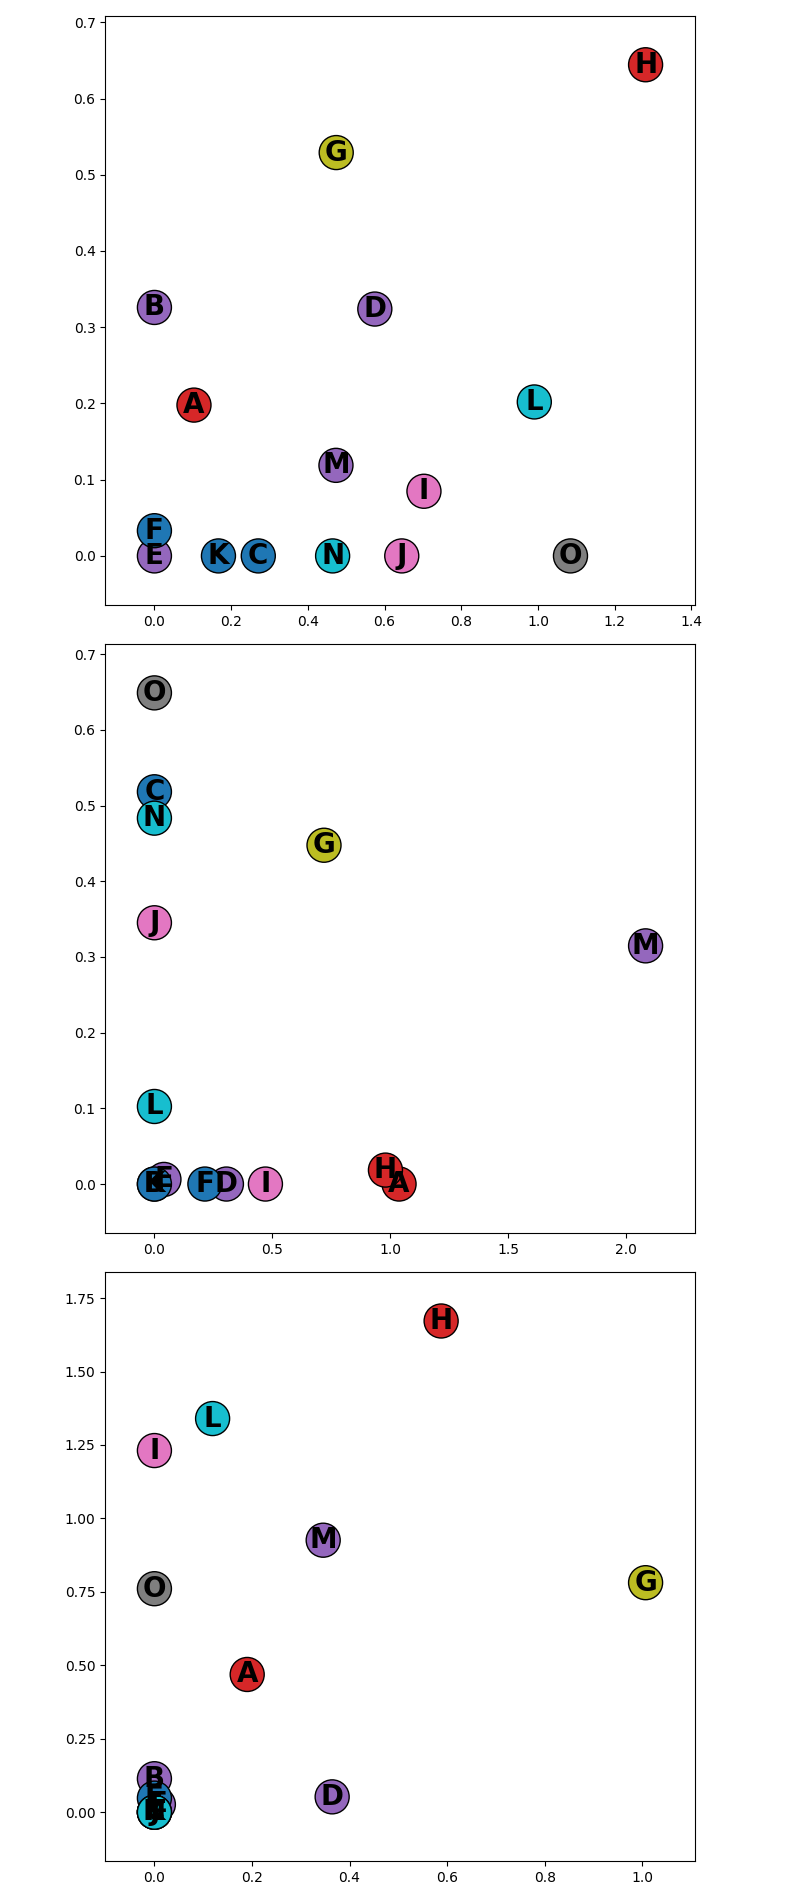 0.7
H
0.6
G
0.5
0.4
B
D
0.3
A
L
0.2
M
0.1
I
F
0.0
E K C N J O
0.0 0.2 0.4 0.6 0.8 1.0 1.2 1.4
0.7
O
0.6
C
0.5
N
G
0.4
J
M
0.3
0.2
0.1
L
0.0
F D I H A
0.0 0.5 1.0 1.5 2.0
1.75
H
1.50
L
1.25
I
1.00
M
0.75
O
G
0.50
A
0.25
B
D
0.00
0.0 0.2 0.4 0.6 0.8 1.0